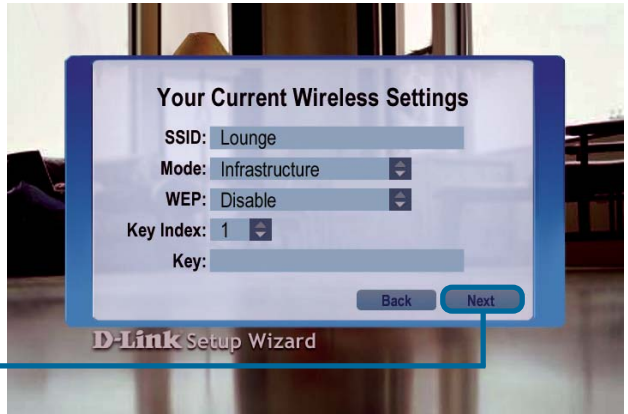 Your Current Wireless Settings
SSID: Lounge
Mode: Infrastructure
WEP: Disable
Key Index: 1
Key:
Back Next
D-Link Setup Wizard